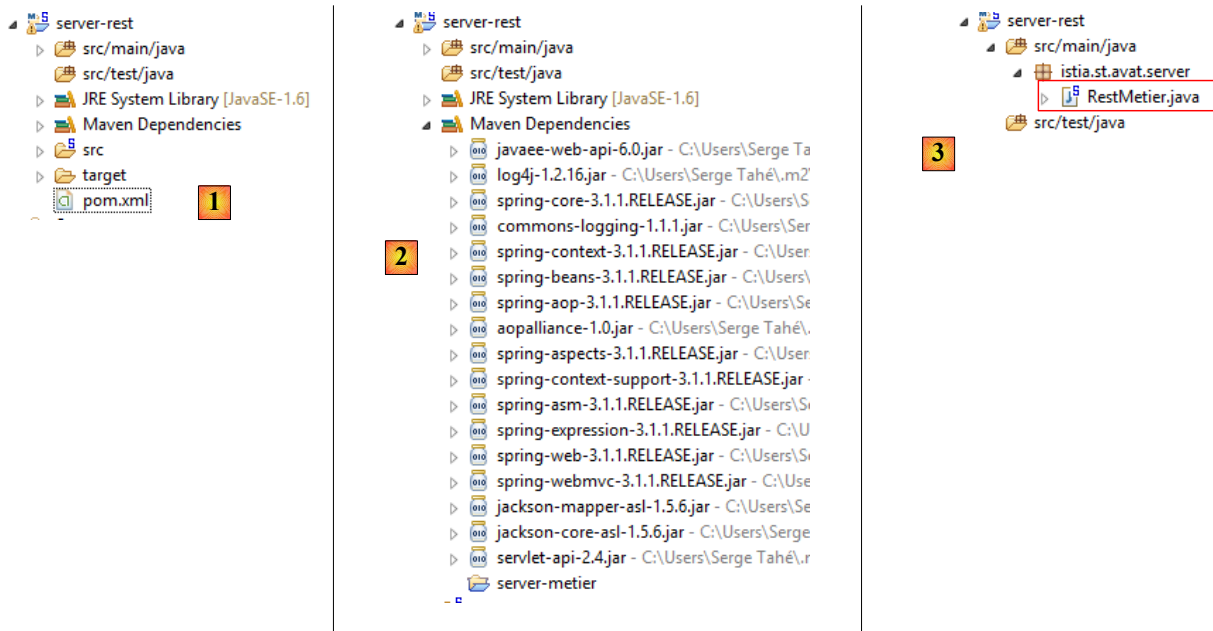 server-rest
src/main/java
src/test/java
JRE System Library [JavaSE-1.6]
Maven Dependencies
src
target
pom.xml
1
server-rest
src/main/java
src/test/java
JRE System Library [JavaSE-1.6]
Maven Dependencies
javaee-web-api-6.0.jar - C:\Users\Serge Ta
log4j-1.2.16.jar - C:\Users\Serge Tahé\.m2\
spring-core-3.1.1.RELEASE.jar - C:\Users\S
commons-logging-1.1.1.jar - C:\Users\Ser
spring-context-3.1.1.RELEASE.jar - C:\User
spring-beans-3.1.1.RELEASE.jar - C:\Users\
spring-aop-3.1.1.RELEASE.jar - C:\Users\Se
aopalliance-1.0.jar - C:\Users\Serge Tahé\.
spring-aspects-3.1.1.RELEASE.jar - C:\User
spring-context-support-3.1.1.RELEASE.jar -
spring-asm-3.1.1.RELEASE.jar - C:\Users\S
spring-expression-3.1.1.RELEASE.jar - C:\U
spring-web-3.1.1.RELEASE.jar - C:\Users\S
spring-webmvc-3.1.1.RELEASE.jar - C:\Use
jackson-mapper-asl-1.5.6.jar - C:\Users\Se
jackson-core-asl-1.5.6.jar - C:\Users\Serge
servlet-api-2.4.jar - C:\Users\Serge Tahé\.r
server-metier
2
server-rest
src/main/java
istia.st.avat.server
RestMetier.java
src/test/java
3